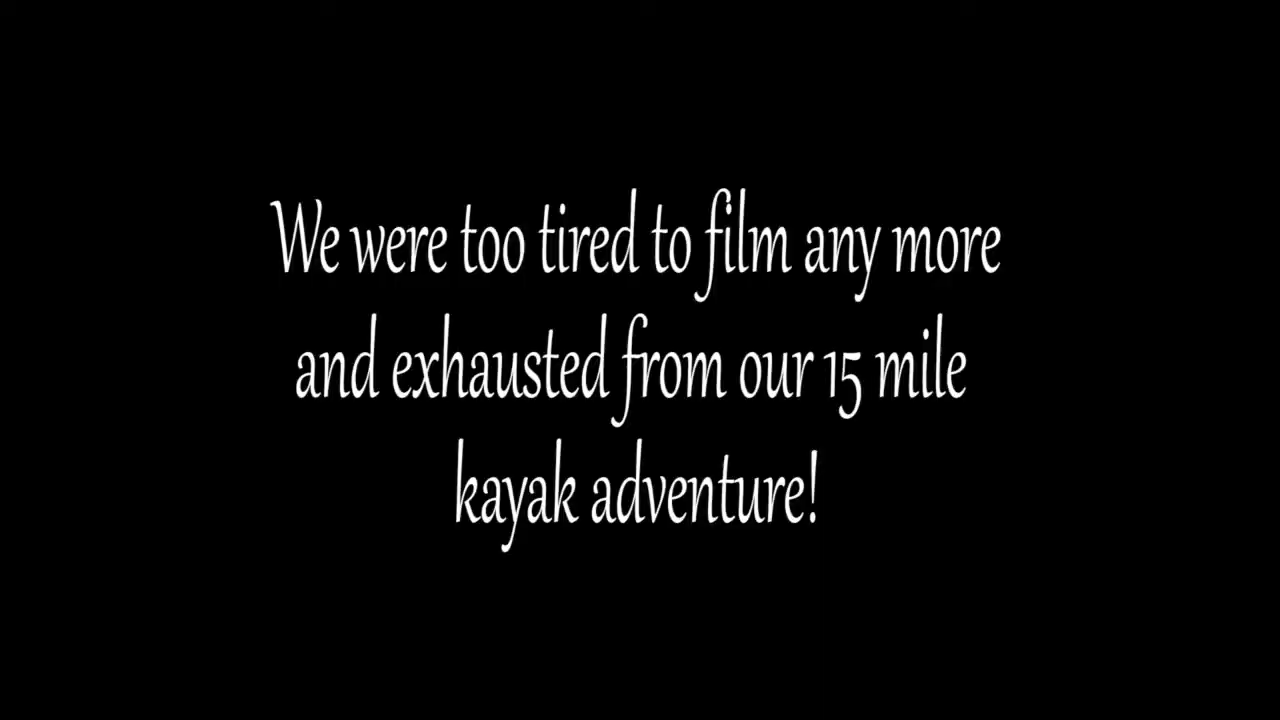 We were too tired to film any more
and exhausted from our 15 mile
kayak adventure!